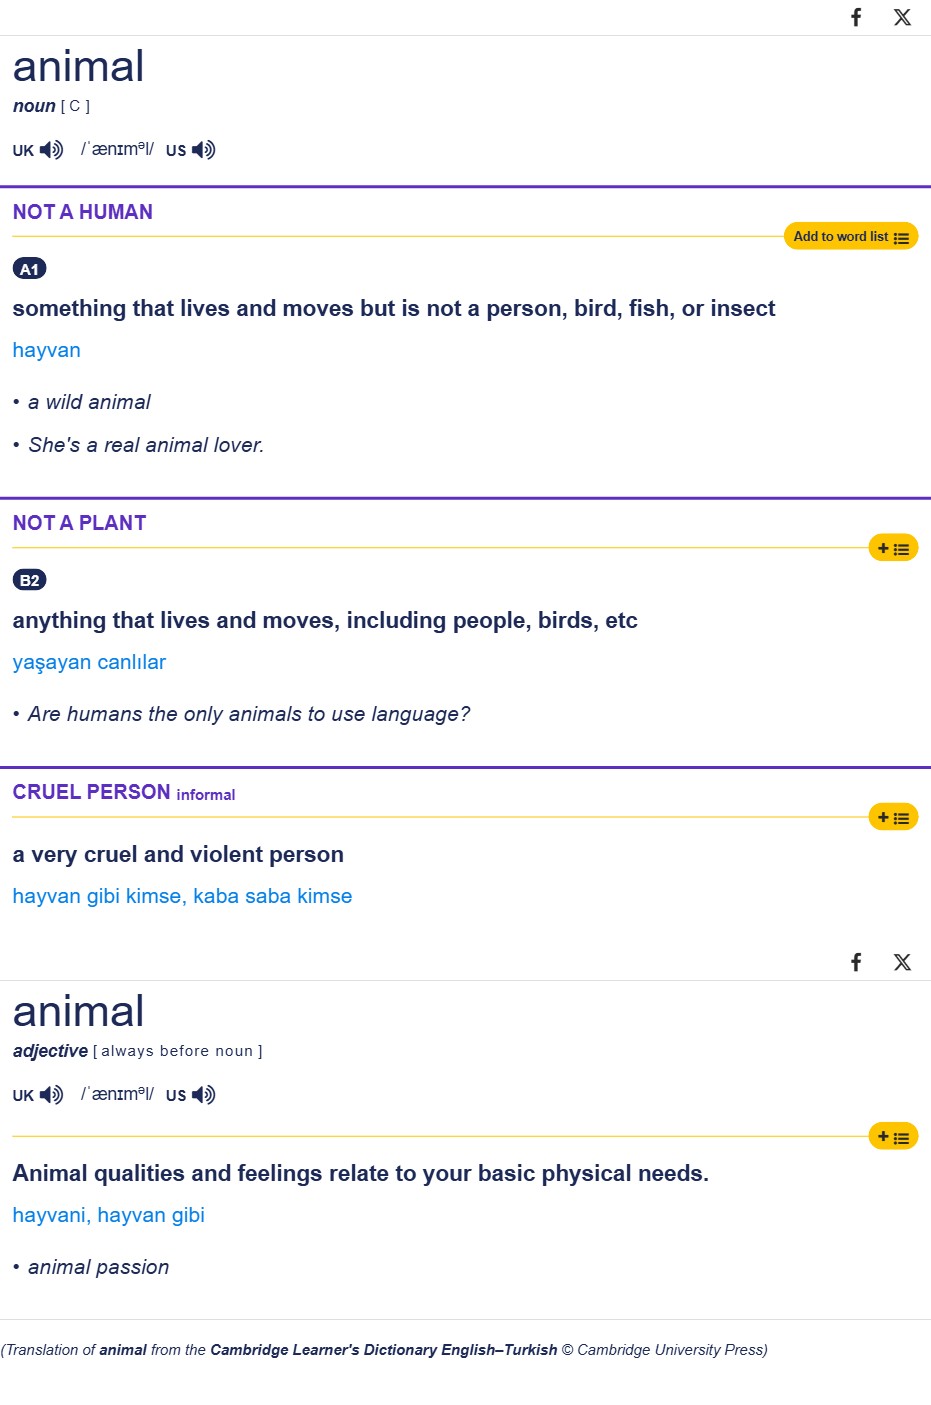 animal
noun [ C ]
UK /ˈænɪmᵊl/ US
NOT A HUMAN
Add to word list
A1
something that lives and moves but is not a person, bird, fish, or insect
hayvan
• a wild animal
• She's a real animal lover.
NOT A PLANT
B2
anything that lives and moves, including people, birds, etc
yaşayan canlılar
• Are humans the only animals to use language?
CRUEL PERSON informal
a very cruel and violent person
hayvan gibi kimse, kaba saba kimse
animal
adjective [ always before noun ]
UK /ˈænɪmᵊl/ US
Animal qualities and feelings relate to your basic physical needs.
hayvani, hayvan gibi
• animal passion
(Translation of animal from the Cambridge Learner's Dictionary English–Turkish © Cambridge University Press)